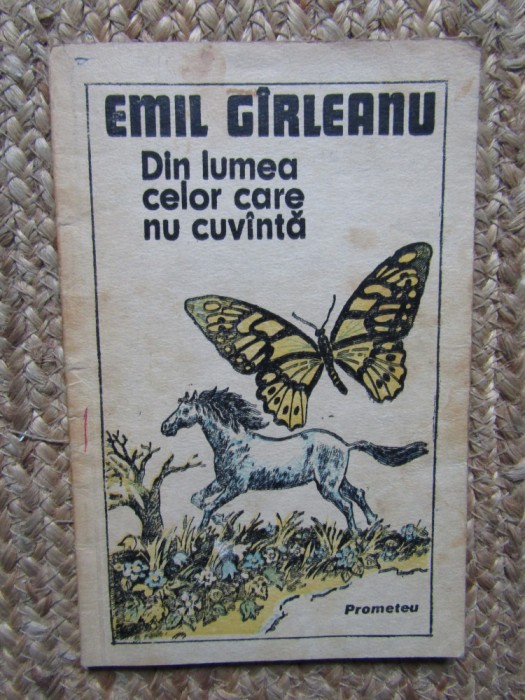 EMIL GÎRLEANU
Din lumea
celor care
nu cuvîntă
Prometeu